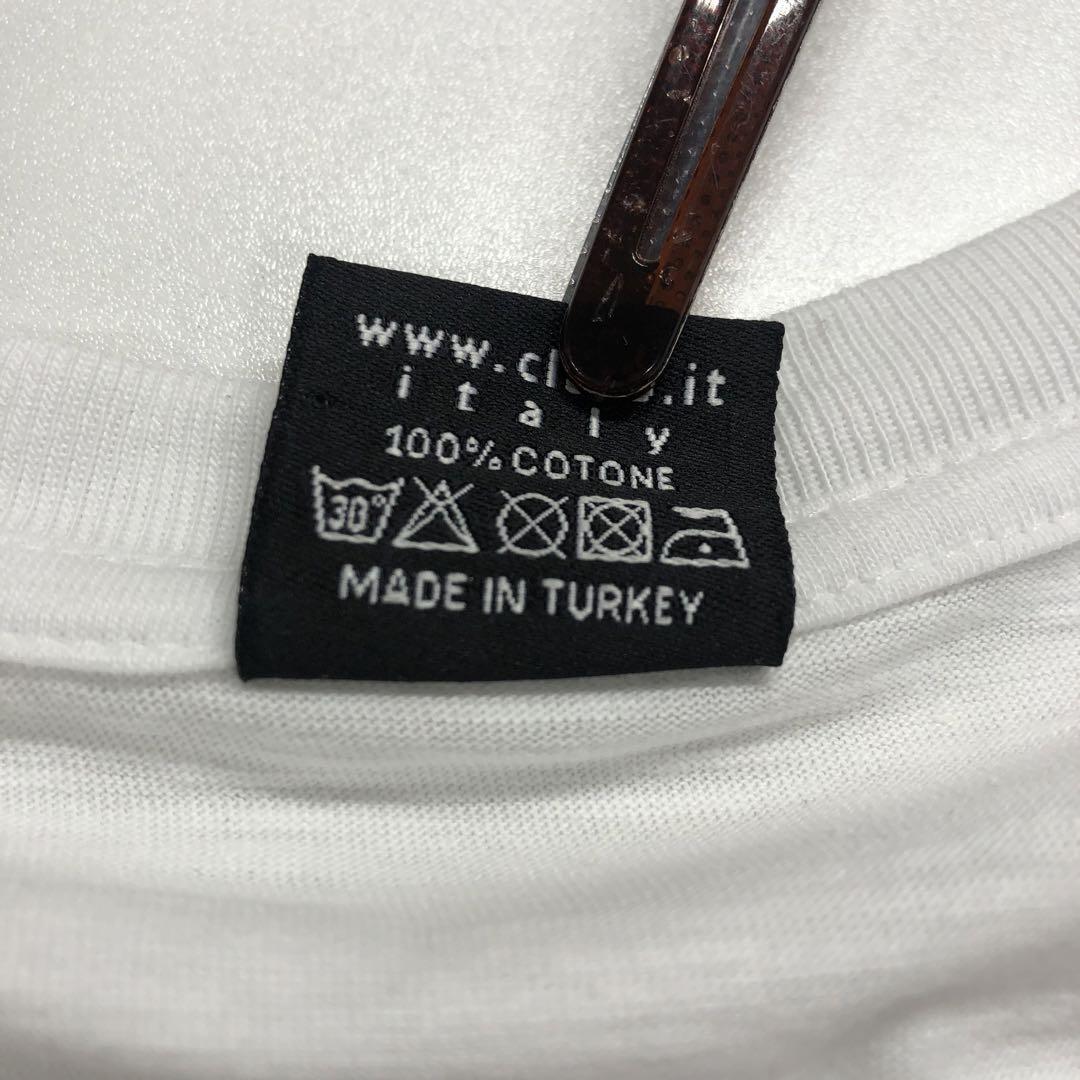 italy
100% COTONE
30°
MADE IN TURKEY